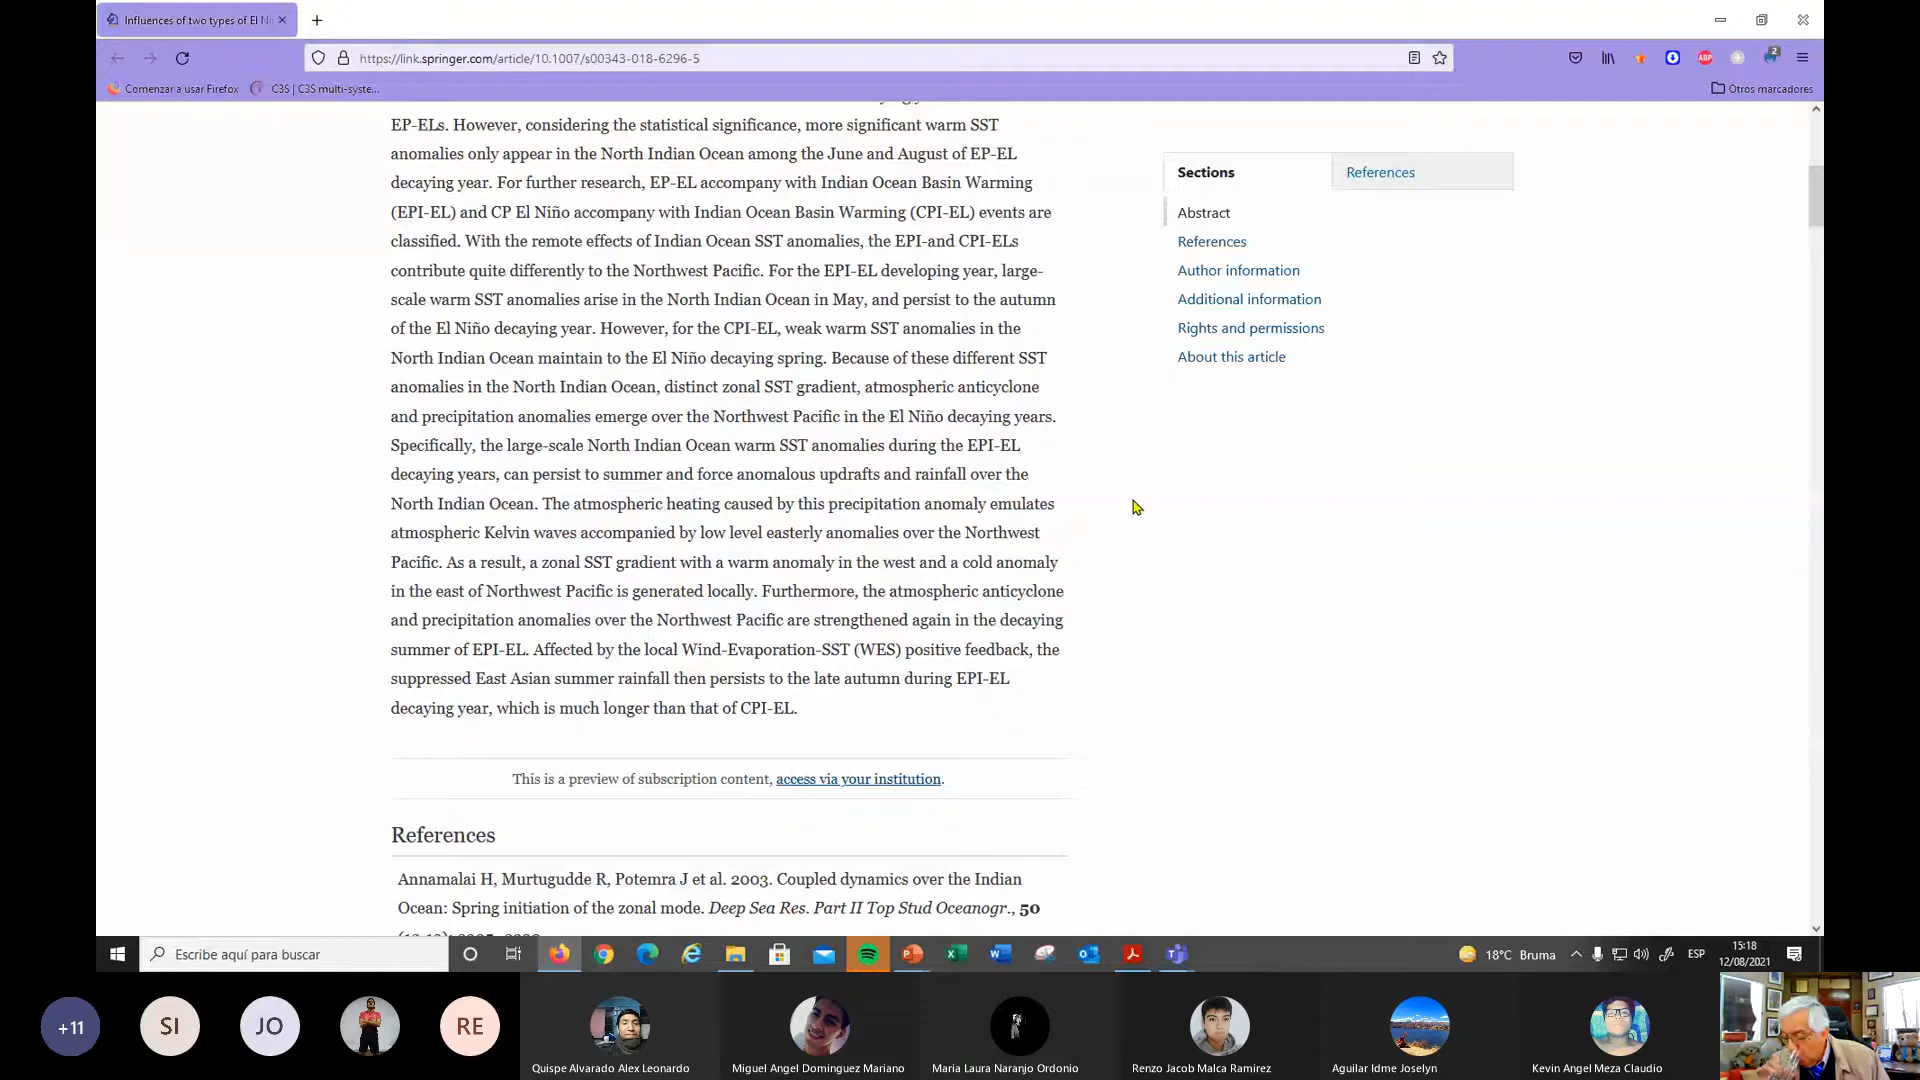 Influences of two types of El Ni
https://link.springer.com/article/10.1007/s00343-018-6296-5
ABP
2
Comenzar a usar Firefox
C3S | C3S multi-syste...
Otros marcadores
EP-ELs. However, considering the statistical significance, more significant warm SST
anomalies only appear in the North Indian Ocean among the June and August of EP-EL
decaying year. For further research, EP-EL accompany with Indian Ocean Basin Warming
(EPI-EL) and CP El Niño accompany with Indian Ocean Basin Warming (CPI-EL) events are
classified. With the remote effects of Indian Ocean SST anomalies, the EPI-and CPI-ELs
contribute quite differently to the Northwest Pacific. For the EPI-EL developing year, large-
scale warm SST anomalies arise in the North Indian Ocean in May, and persist to the autumn
of the El Niño decaying year. However, for the CPI-EL, weak warm SST anomalies in the
North Indian Ocean maintain to the El Niño decaying spring. Because of these different SST
anomalies in the North Indian Ocean, distinct zonal SST gradient, atmospheric anticyclone
and precipitation anomalies emerge over the Northwest Pacific in the El Niño decaying years.
Specifically, the large-scale North Indian Ocean warm SST anomalies during the EPI-EL
decaying years, can persist to summer and force anomalous updrafts and rainfall over the
North Indian Ocean. The atmospheric heating caused by this precipitation anomaly emulates
atmospheric Kelvin waves accompanied by low level easterly anomalies over the Northwest
Pacific. As a result, a zonal SST gradient with a warm anomaly in the west and a cold anomaly
in the east of Northwest Pacific is generated locally. Furthermore, the atmospheric anticyclone
and precipitation anomalies over the Northwest Pacific are strengthened again in the decaying
summer of EPI-EL. Affected by the local Wind-Evaporation-SST (WES) positive feedback, the
suppressed East Asian summer rainfall then persists to the late autumn during EPI-EL
decaying year, which is much longer than that of CPI-EL.
This is a preview of subscription content, access via your institution.
References
Annamalai H, Murtugudde R, Potemra J et al. 2003. Coupled dynamics over the Indian
Ocean: Spring initiation of the zonal mode. Deep Sea Res. Part II Top Stud Oceanogr., 50
Sections
References
Abstract
References
Author information
Additional information
Rights and permissions
About this article
Escribe aquí para buscar
18°C Bruma
ESP
15:18
12/08/2021
+11
SI
JO
RE
Quispe Alvarado Alex Leonardo
Miguel Angel Dominguez Mariano
Maria Laura Naranjo Ordonio
Renzo Jacob Malca Ramirez
Aguilar Idme Joselyn
Kevin Angel Meza Claudio